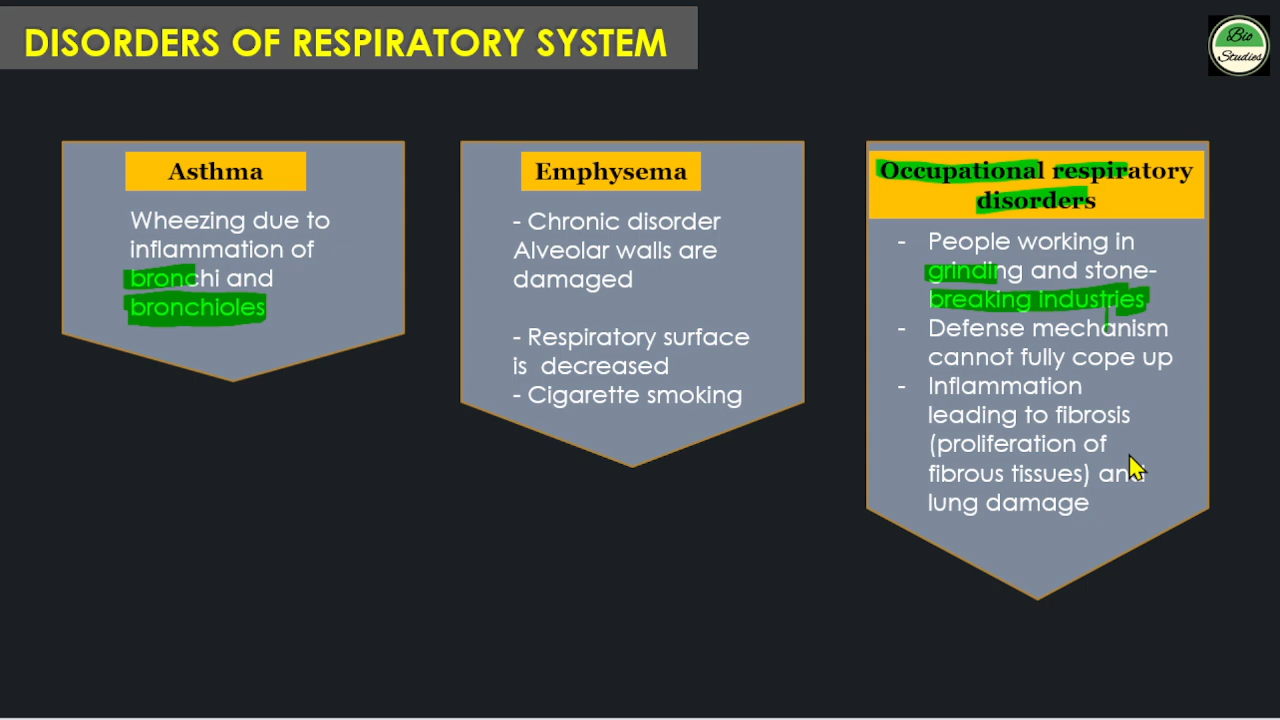 DISORDERS OF RESPIRATORY SYSTEM
Bio
Studies
Asthma
Wheezing due to
inflammation of
bronchi and
bronchioles
Emphysema
- Chronic disorder
Alveolar walls are
damaged
- Respiratory surface
is decreased
- Cigarette smoking
Occupational respiratory
disorders
- People working in
grinding and stone-
breaking industries
- Defense mechanism
cannot fully cope up
- Inflammation
leading to fibrosis
(proliferation of
fibrous tissues) and
lung damage